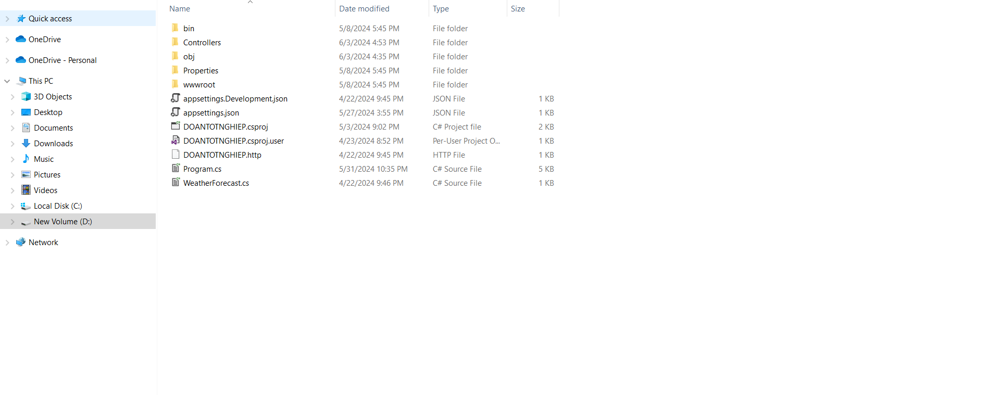 Name Date modified Type Size
Quick access
OneDrive
OneDrive - Personal
This PC
3D Objects
Desktop
Documents
Downloads
Music
Pictures
Videos
Local Disk (C:)
New Volume (D:)
Network
bin 5/8/2024 5:45 PM File folder
Controllers 6/3/2024 4:53 PM File folder
obj 6/3/2024 4:35 PM File folder
Properties 5/8/2024 5:45 PM File folder
wwwroot 5/8/2024 5:45 PM File folder
appsettings.Development.json 4/22/2024 9:45 PM JSON File 1 KB
appsettings.json 5/27/2024 3:55 PM JSON File 1 KB
DOANTOTNGHIEP.csproj 5/3/2024 9:02 PM C# Project file 2 KB
DOANTOTNGHIEP.csproj.user 4/23/2024 8:52 PM Per-User Project O... 1 KB
DOANTOTNGHIEP.http 4/22/2024 9:45 PM HTTP File 1 KB
Program.cs 5/31/2024 10:35 PM C# Source File 5 KB
WeatherForecast.cs 4/22/2024 9:46 PM C# Source File 1 KB